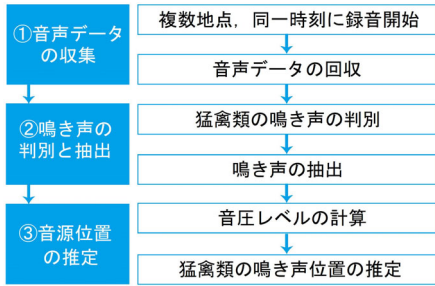 ①音声データ
の収集
複数地点，同一時刻に録音開始
音声データの回収
②鳴き声の
判別と抽出
猛禽類の鳴き声の判別
鳴き声の抽出
③音源位置
の推定
音圧レベルの計算
猛禽類の鳴き声位置の推定